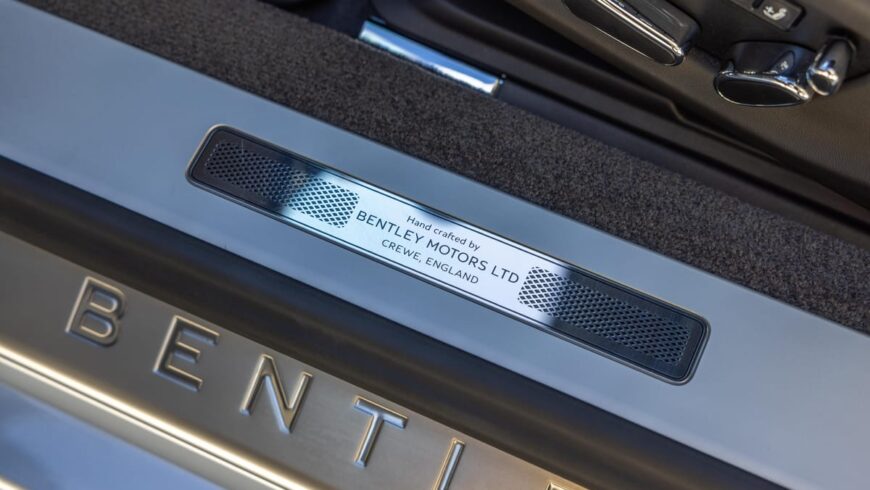 Hand crafted by
BENTLEY MOTORS LTD
CREWE, ENGLAND
BENTL